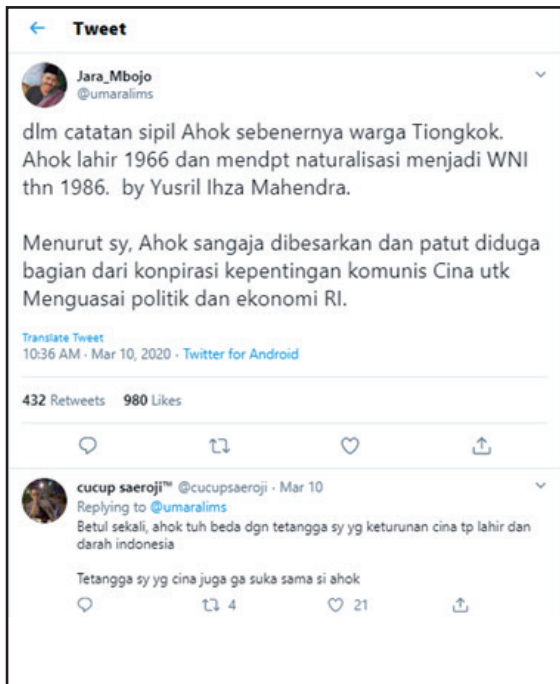 Tweet
Jara_Mbojo
@umaralims
dlm catatan sipil Ahok sebenernya warga Tiongkok.
Ahok lahir 1966 dan mendpt naturalisasi menjadi WNI
thn 1986.  by Yusril Ihza Mahendra.
Menurut sy, Ahok sangaja dibesarkan dan patut diduga
bagian dari konpirasi kepentingan komunis Cina utk
Menguasai politik dan ekonomi RI.
Translate Tweet
10:36 AM · Mar 10, 2020 · Twitter for Android
432 Retweets 980 Likes
cucup saeroji™ @cucupsaeroji · Mar 10
Replying to @umaralims
Betul sekali, ahok tuh beda dgn tetangga sy yg keturunan cina tp lahir dan
darah indonesia
Tetangga sy yg cina juga ga suka sama si ahok
4 21